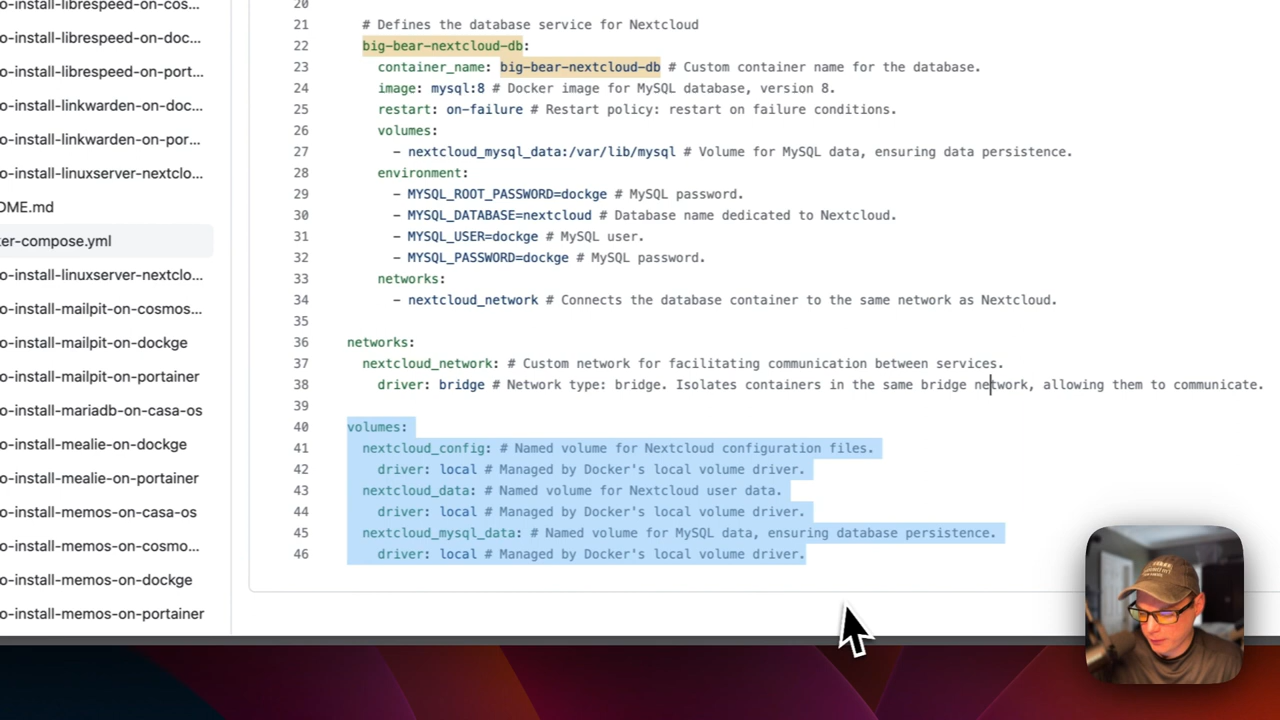 o-install-librespeed-on-cos...
o-install-librespeed-on-doc...
o-install-librespeed-on-port...
o-install-linkwarden-on-doc...
o-install-linkwarden-on-por...
o-install-linuxserver-nextclo...
OME.md
ker-compose.yml
o-install-linuxserver-nextclo...
o-install-mailpit-on-cosmos...
o-install-mailpit-on-dockge
o-install-mailpit-on-portainer
o-install-mariadb-on-casa-os
o-install-mealie-on-dockge
o-install-mealie-on-portainer
o-install-memos-on-casa-os
o-install-memos-on-cosmo...
o-install-memos-on-dockge
o-install-memos-on-portainer
20
21 # Defines the database service for Nextcloud
22 big-bear-nextcloud-db:
23 container_name: big-bear-nextcloud-db # Custom container name for the database.
24 image: mysql:8 # Docker image for MySQL database, version 8.
25 restart: on-failure # Restart policy: restart on failure conditions.
26 volumes:
27 - nextcloud_mysql_data:/var/lib/mysql # Volume for MySQL data, ensuring data persistence.
28 environment:
29 - MYSQL_ROOT_PASSWORD=dockge # MySQL password.
30 - MYSQL_DATABASE=nextcloud # Database name dedicated to Nextcloud.
31 - MYSQL_USER=dockge # MySQL user.
32 - MYSQL_PASSWORD=dockge # MySQL password.
33 networks:
34 - nextcloud_network # Connects the database container to the same network as Nextcloud.
35
36 networks:
37 nextcloud_network: # Custom network for facilitating communication between services.
38 driver: bridge # Network type: bridge. Isolates containers in the same bridge network, allowing them to communicate.
39
40 volumes:
41 nextcloud_config: # Named volume for Nextcloud configuration files.
42 driver: local # Managed by Docker's local volume driver.
43 nextcloud_data: # Named volume for Nextcloud user data.
44 driver: local # Managed by Docker's local volume driver.
45 nextcloud_mysql_data: # Named volume for MySQL data, ensuring database persistence.
46 driver: local # Managed by Docker's local volume driver.